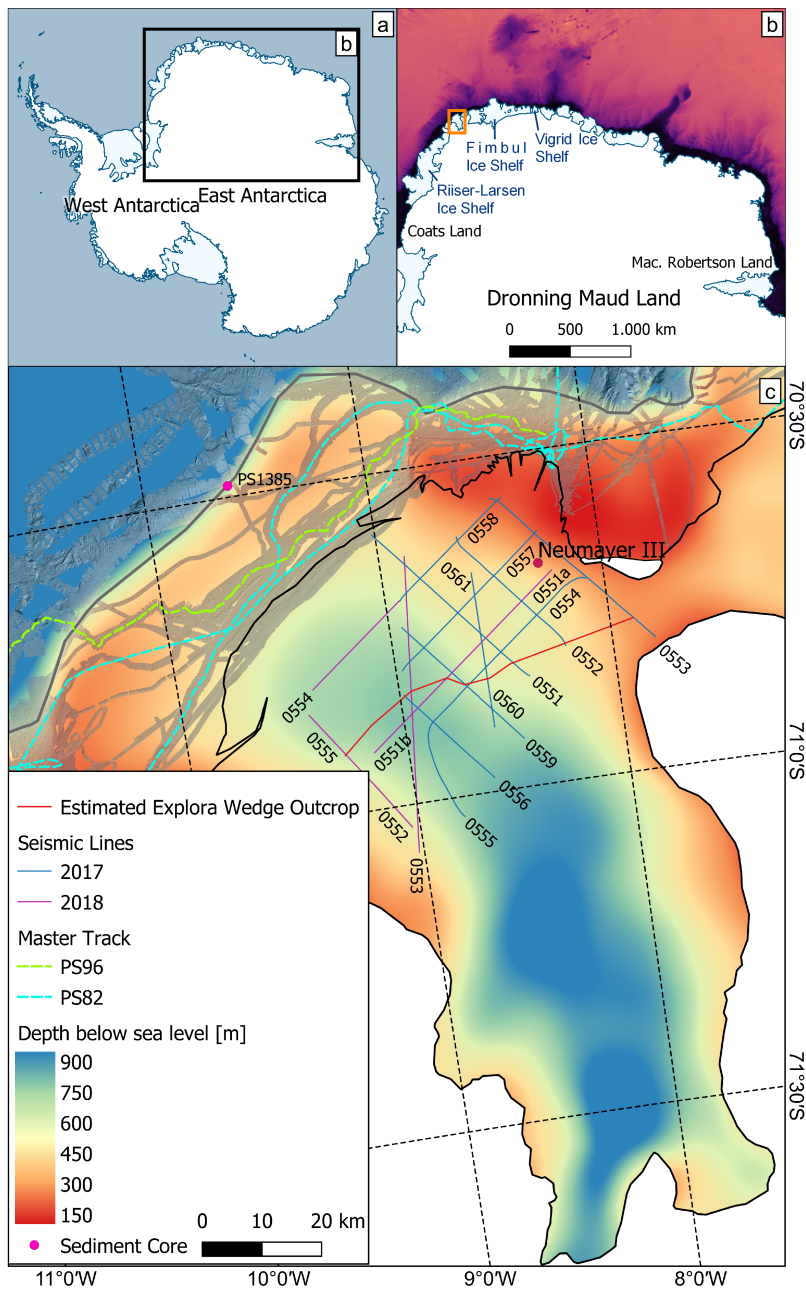 a
b
West Antarctica
East Antarctica
b
Fimbul
Ice Shelf
Vigrid Ice
Shelf
Riiser-Larsen
Ice Shelf
Coats Land
Mac. Robertson Land
Dronning Maud Land
0 500 1.000 km
c
70°30'S
PS1385
0558
Neumayer III
0557
0561
0551a
0554
0552
0553
0551
0554
0560
0555
0551b
0559
71°0'S
0556
0552
0555
0553
Estimated Explora Wedge Outcrop
Seismic Lines
2017
2018
Master Track
PS96
PS82
Depth below sea level [m]
900
750
600
450
300
150
71°30'S
0 10 20 km
Sediment Core
11°0'W 10°0'W 9°0'W 8°0'W